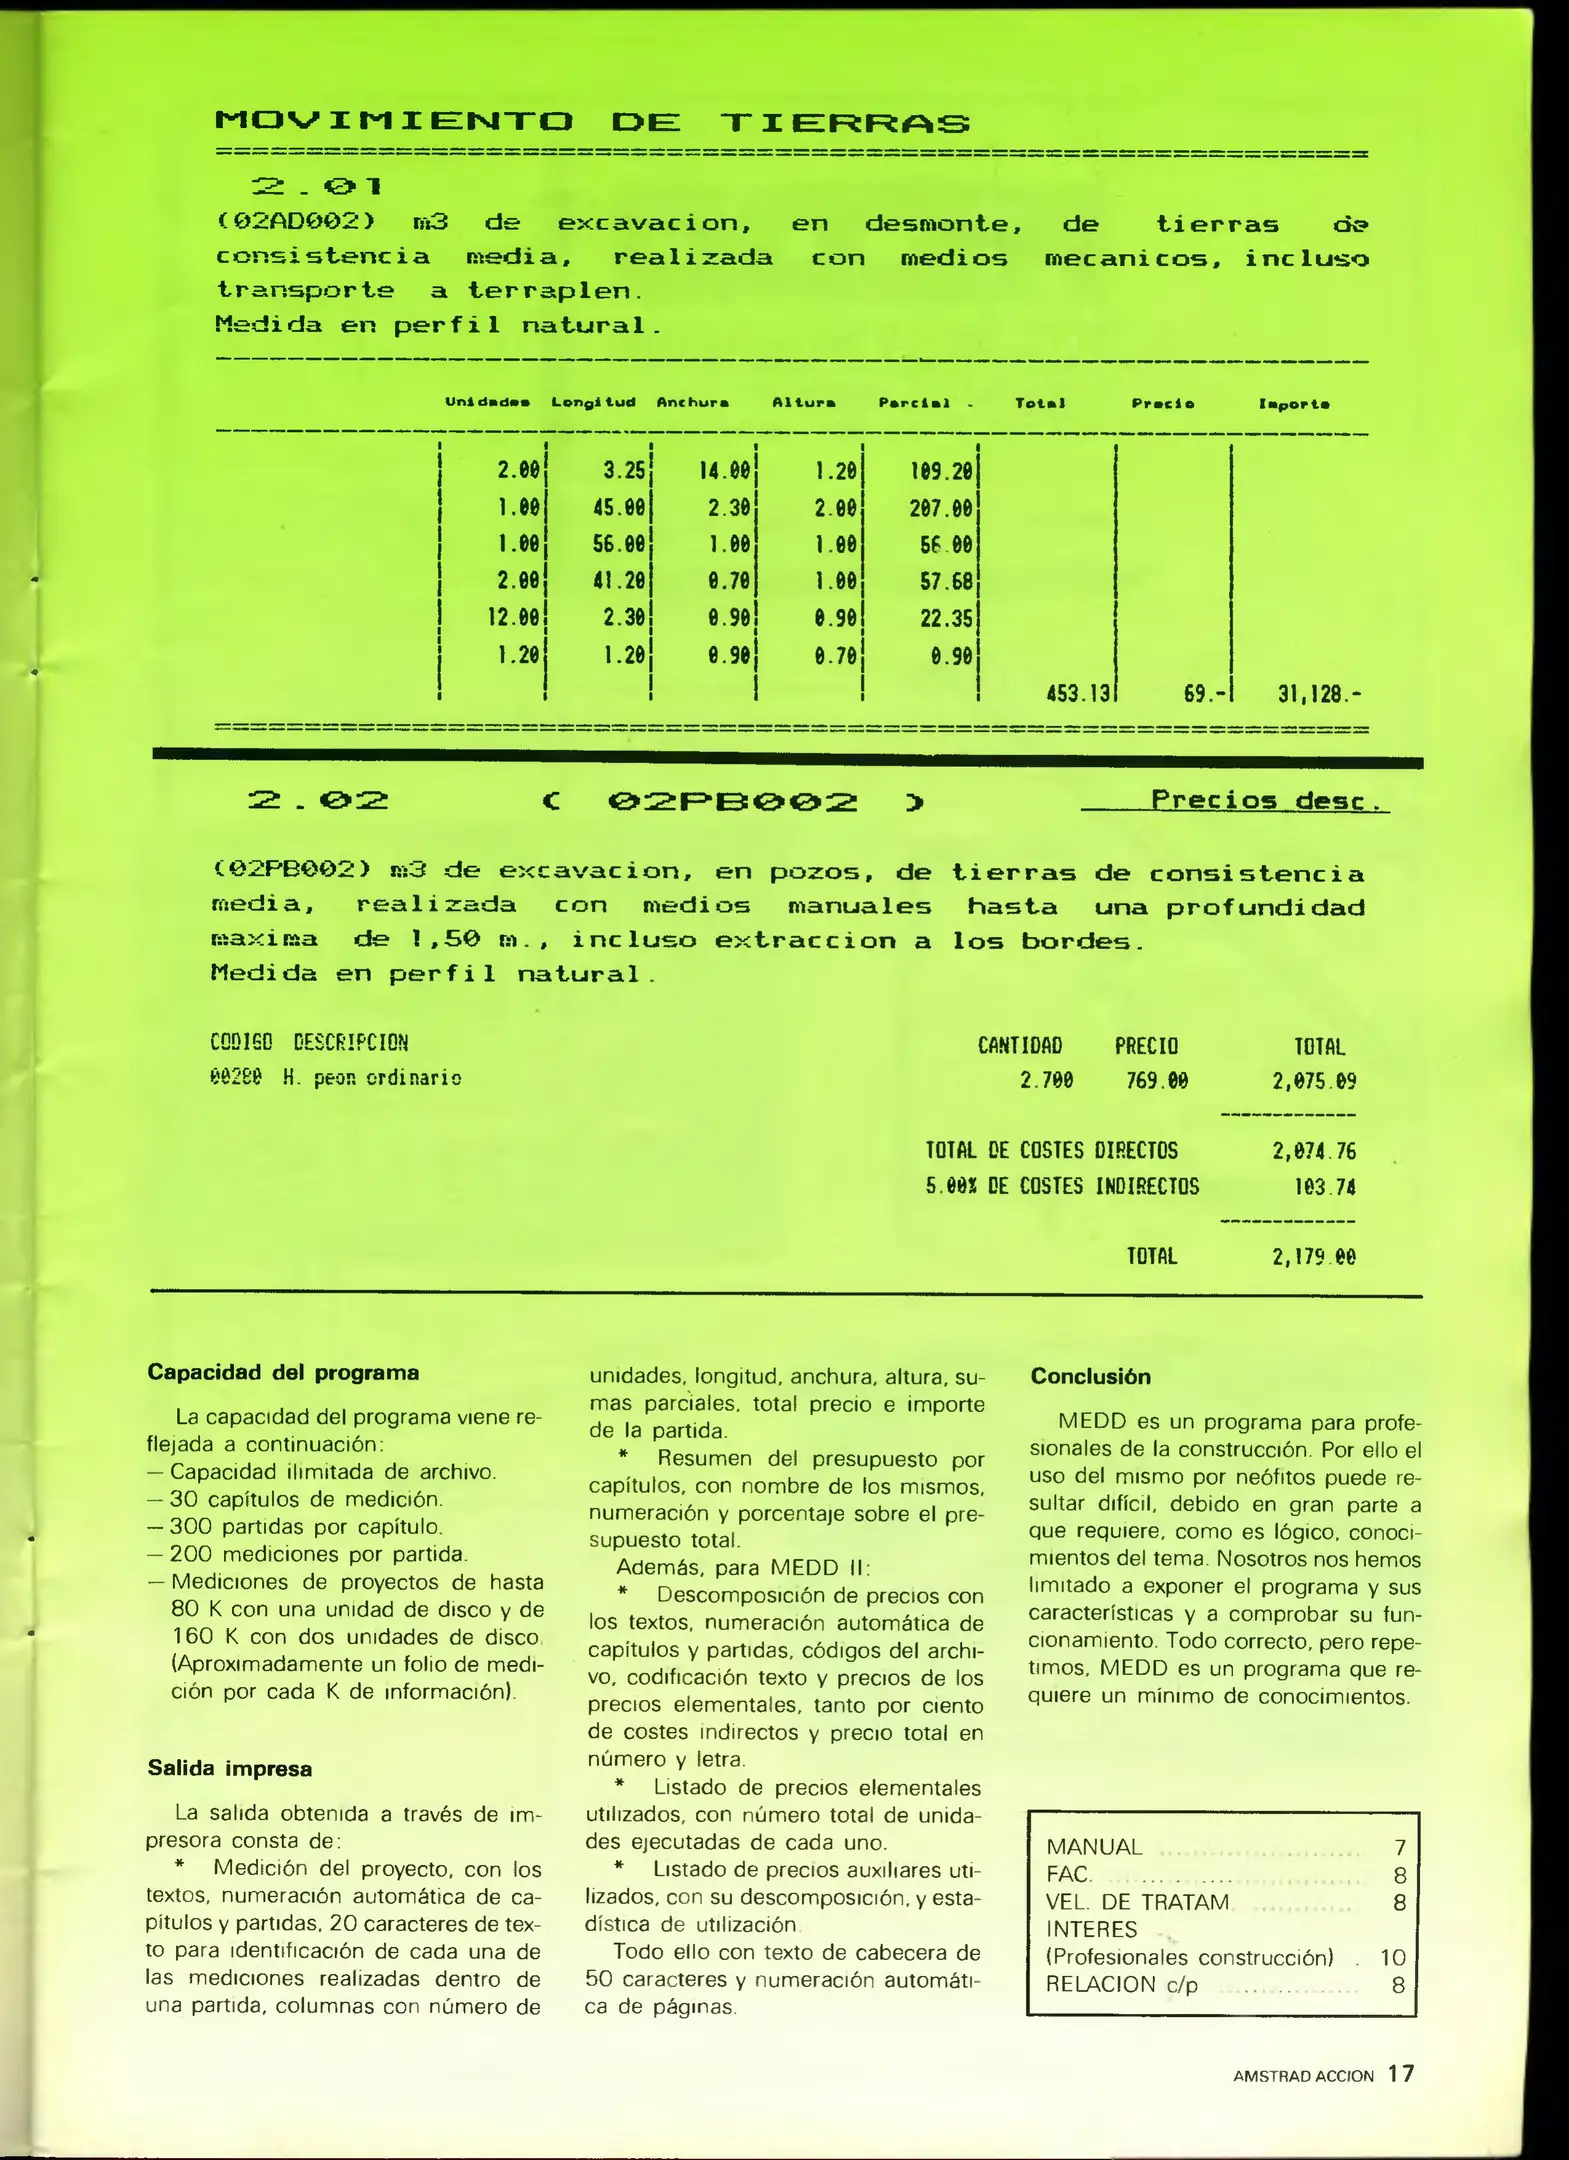 MOVIMIENTO DE TIERRAS
2.01
(02AD002) m3 de excavacion, en desmonte, de tierras de
consistencia media, realizada con medios mecanicos, incluso
transporte a terraplen.
Medida en perfil natural.
Unidades Longitud Anchura Altura Parcial - Total Precio Importe
2.00 3.25 14.00 1.20 109.20
1.00 45.00 2.30 2.00 207.00
1.00 56.00 1.00 1.00 56.00
2.00 41.20 0.70 1.00 57.68
12.00 2.30 0.90 0.90 22.35
1.20 1.20 0.90 0.70 0.90
453.13 69.- 31,128.-
2.02 ( 02PB002 ) Precios desc.
(02PB002) m3 de excavacion, en pozos, de tierras de consistencia
media, realizada con medios manuales hasta una profundidad
maxima de 1,50 m., incluso extraccion a los bordes.
Medida en perfil natural.
CODIGO DESCRIPCION CANTIDAD PRECIO TOTAL
00280 H. peon ordinario 2.700 769.00 2,075.09
TOTAL DE COSTES DIRECTOS 2,074.76
5.00% DE COSTES INDIRECTOS 103.74
TOTAL 2,179.00
Capacidad del programa
La capacidad del programa viene re-
flejada a continuación:
— Capacidad ilimitada de archivo.
— 30 capítulos de medición.
— 300 partidas por capítulo.
— 200 mediciones por partida.
— Mediciones de proyectos de hasta
80 K con una unidad de disco y de
160 K con dos unidades de disco.
(Aproximadamente un folio de medi-
ción por cada K de información).
Salida impresa
La salida obtenida a través de im-
presora consta de:
* Medición del proyecto, con los
textos, numeración automática de ca-
pítulos y partidas, 20 caracteres de tex-
to para identificación de cada una de
las mediciones realizadas dentro de
una partida, columnas con número de
unidades, longitud, anchura, altura, su-
mas parciales, total precio e importe
de la partida.
* Resumen del presupuesto por
capítulos, con nombre de los mismos,
numeración y porcentaje sobre el pre-
supuesto total.
Además, para MEDD II:
* Descomposición de precios con
los textos, numeración automática de
capítulos y partidas, códigos del archi-
vo, codificación texto y precios de los
precios elementales, tanto por ciento
de costes indirectos y precio total en
número y letra.
* Listado de precios elementales
utilizados, con número total de unida-
des ejecutadas de cada uno.
* Listado de precios auxiliares uti-
lizados, con su descomposición, y esta-
dística de utilización.
Todo ello con texto de cabecera de
50 caracteres y numeración automáti-
ca de páginas.
Conclusión
MEDD es un programa para profe-
sionales de la construcción. Por ello el
uso del mismo por neófitos puede re-
sultar difícil, debido en gran parte a
que requiere, como es lógico, conoci-
mientos del tema. Nosotros nos hemos
limitado a exponer el programa y sus
características y a comprobar su fun-
cionamiento. Todo correcto, pero repe-
timos, MEDD es un programa que re-
quiere un mínimo de conocimientos.
MANUAL 7
FAC. 8
VEL. DE TRATAM. 8
INTERES
(Profesionales construcción) . 10
RELACION c/p 8
AMSTRAD ACCION 17